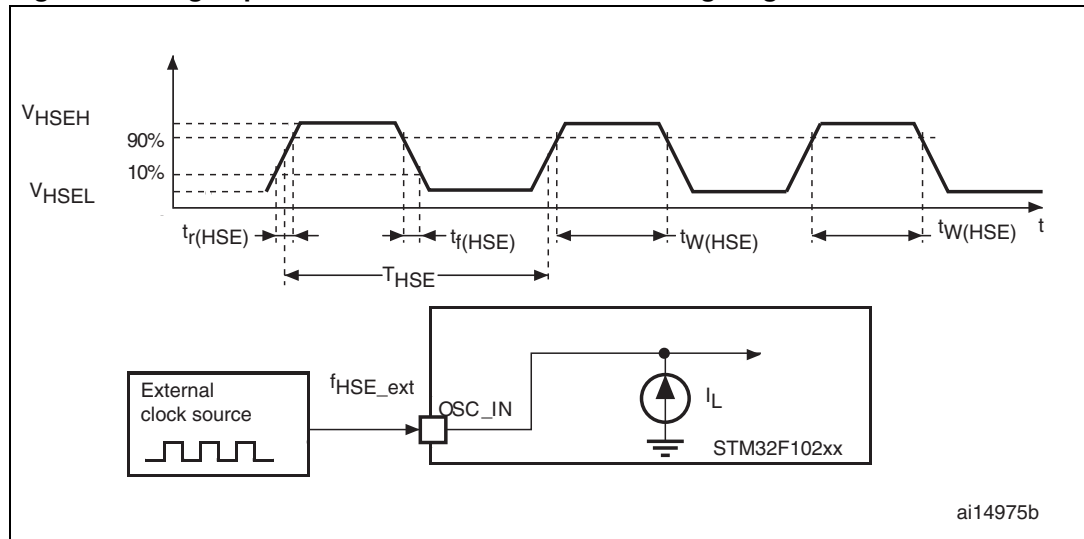 VHSEH
90%
10%
VHSEL
tr(HSE)
tf(HSE)
tW(HSE)
tW(HSE)
t
THSE
External
clock source
fHSE_ext
OSC_IN
IL
STM32F102xx
ai14975b